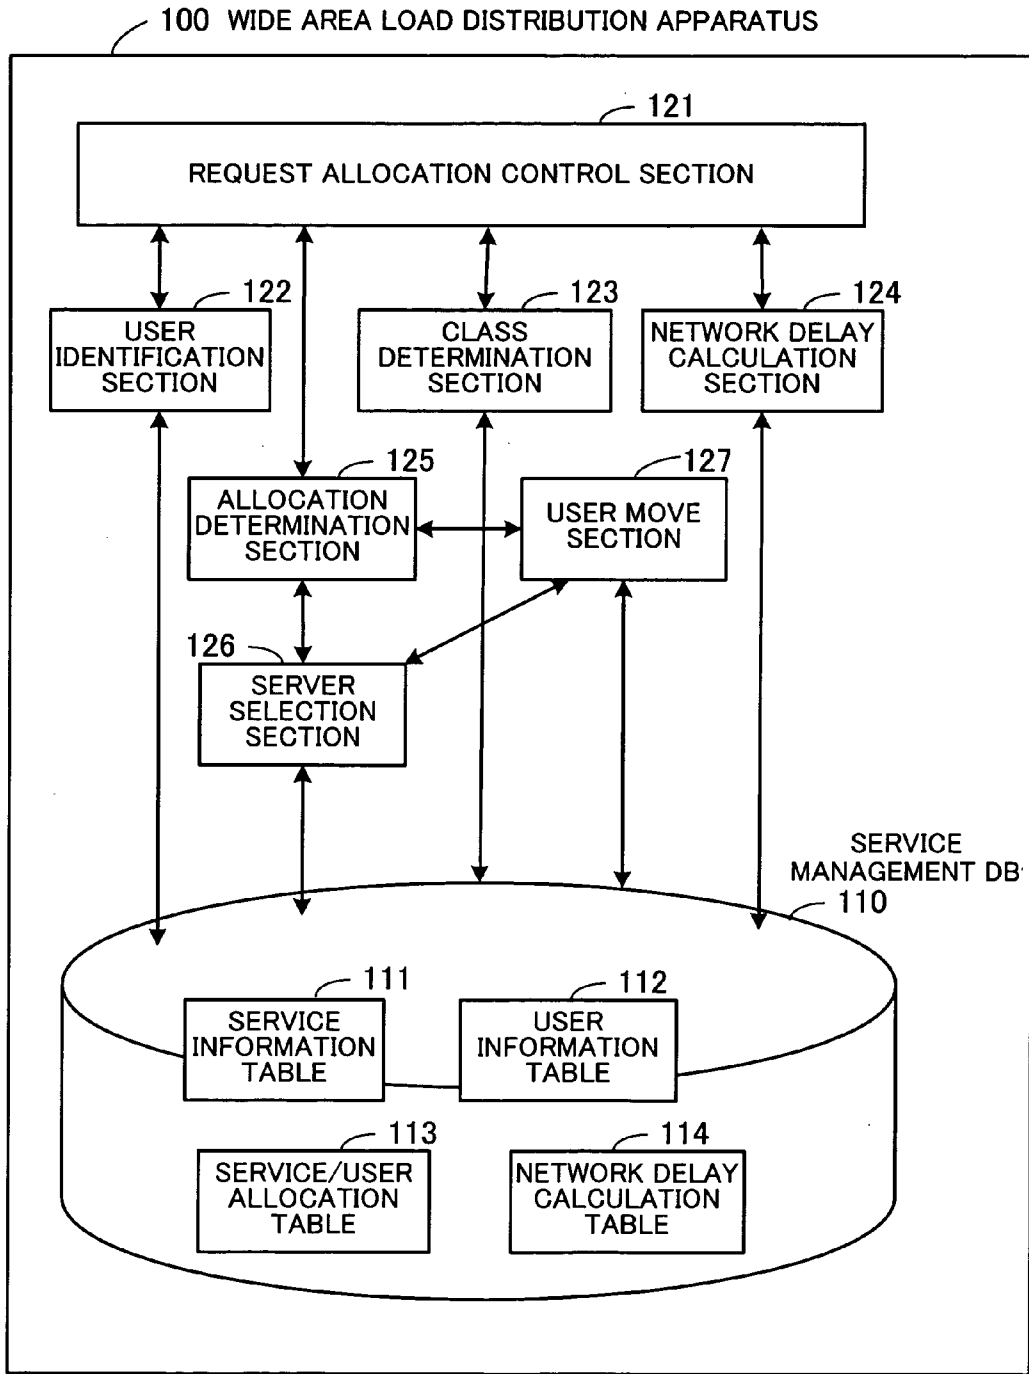 100 WIDE AREA LOAD DISTRIBUTION APPARATUS
121
REQUEST ALLOCATION CONTROL SECTION
122
USER
IDENTIFICATION
SECTION
123
CLASS
DETERMINATION
SECTION
124
NETWORK DELAY
CALCULATION
SECTION
125
ALLOCATION
DETERMINATION
SECTION
127
USER MOVE
SECTION
126
SERVER
SELECTION
SECTION
SERVICE
MANAGEMENT DB
110
111
SERVICE
INFORMATION
TABLE
112
USER
INFORMATION
TABLE
113
SERVICE/USER
ALLOCATION
TABLE
114
NETWORK DELAY
CALCULATION
TABLE